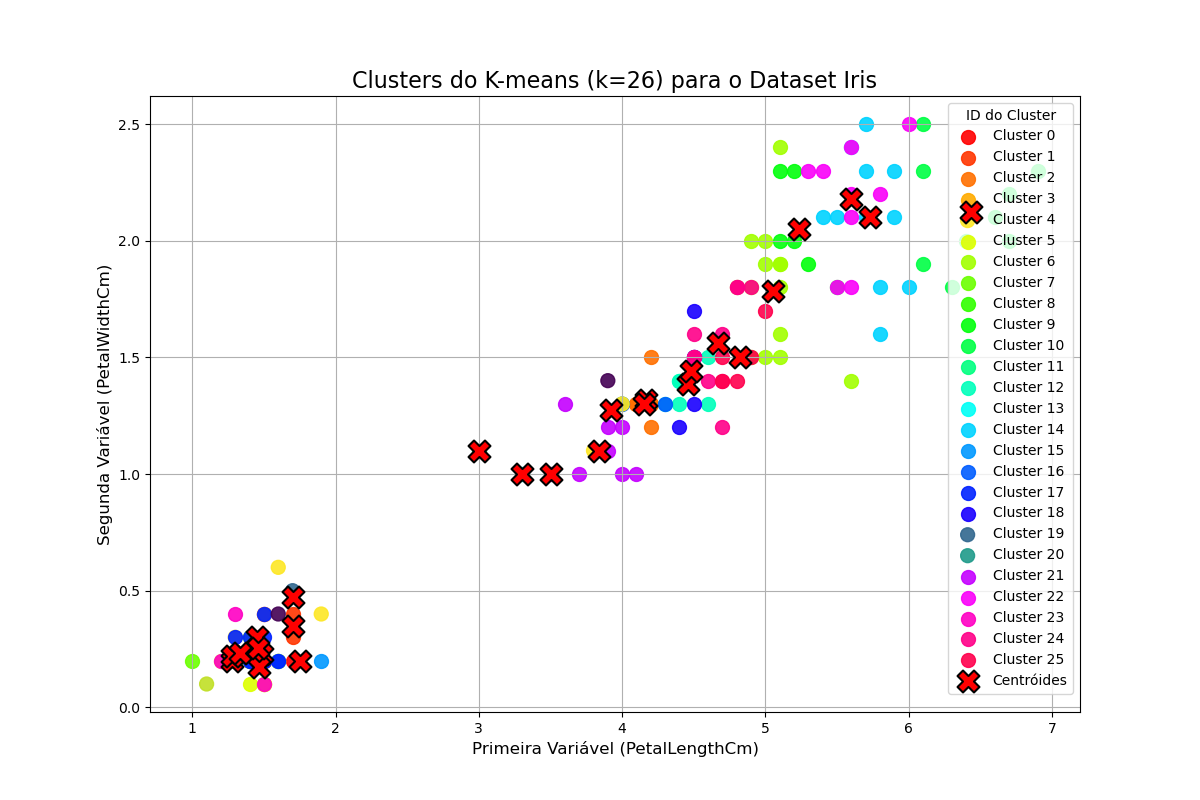 Clusters do K-means (k=26) para o Dataset Iris
2.5
2.0
1.5
1.0
0.5
0.0
Segunda Variável (PetalWidthCm)
1
2
3
4
5
6
7
Primeira Variável (PetalLengthCm)
ID do Cluster
Cluster 0
Cluster 1
Cluster 2
Cluster 3
Cluster 4
Cluster 5
Cluster 6
Cluster 7
Cluster 8
Cluster 9
Cluster 10
Cluster 11
Cluster 12
Cluster 13
Cluster 14
Cluster 15
Cluster 16
Cluster 17
Cluster 18
Cluster 19
Cluster 20
Cluster 21
Cluster 22
Cluster 23
Cluster 24
Cluster 25
Centróides